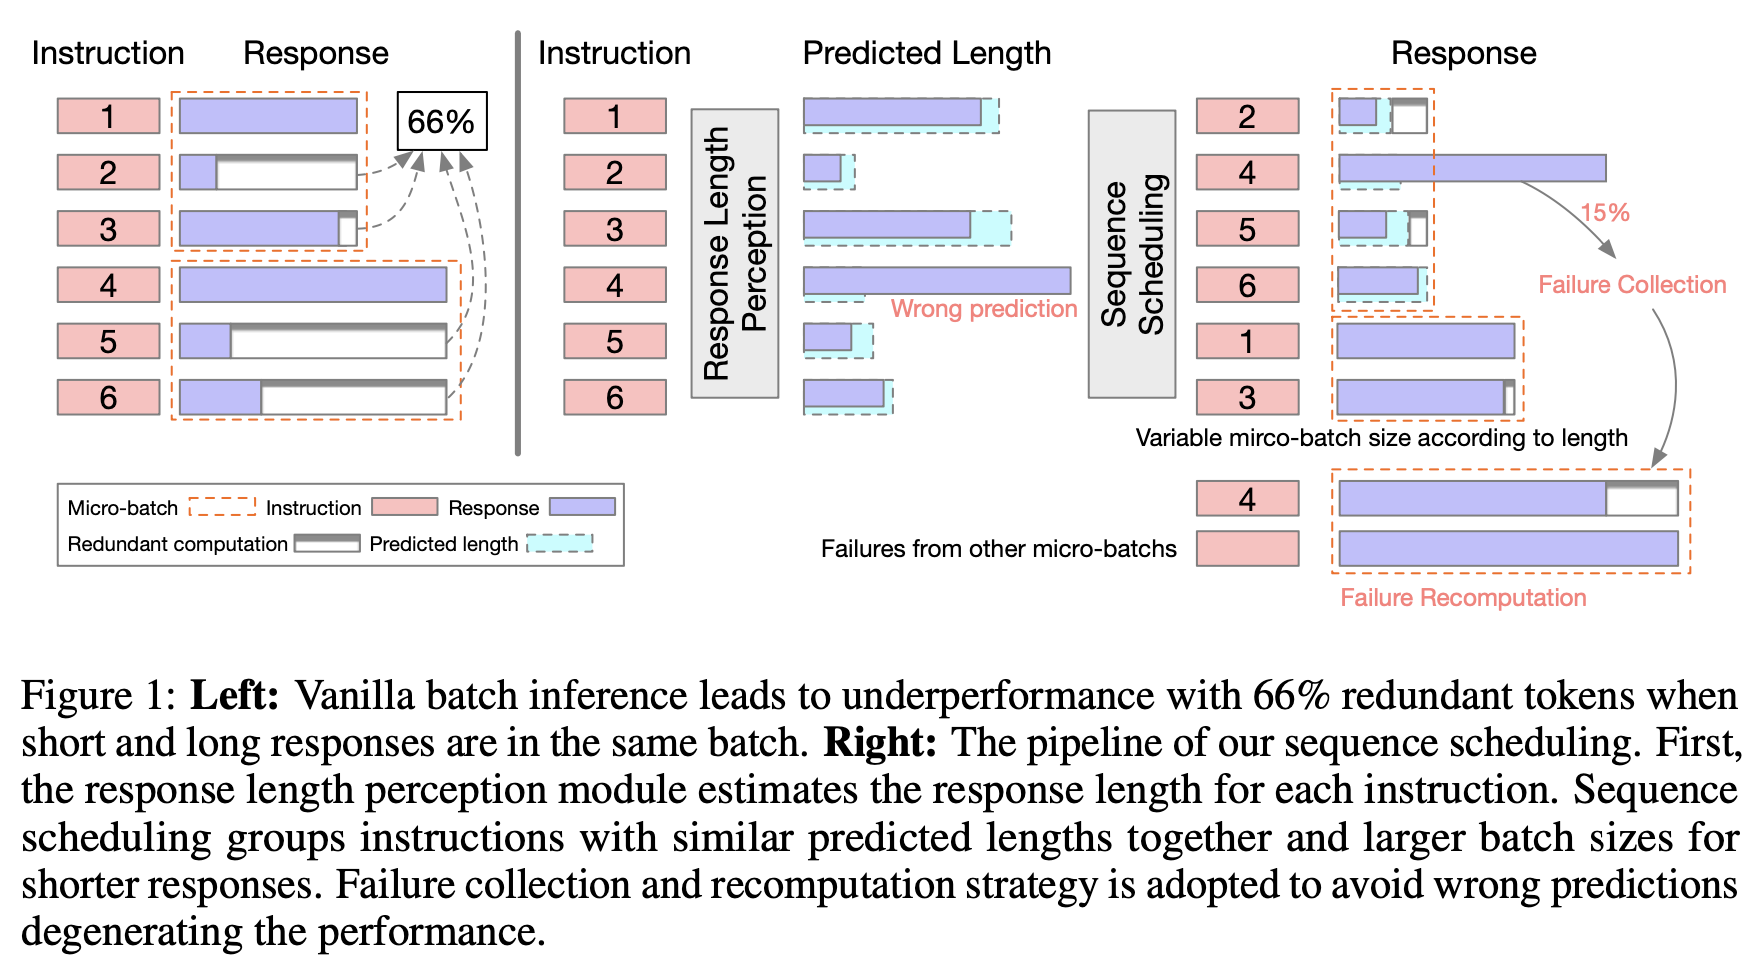 Instruction Response
1
2
3
4
5
6
66%
Instruction Predicted Length Response
1
2
3
4
5
6
Response Length
Perception
Wrong prediction
Sequence
Scheduling
2
4
5
6
1
3
15%
Failure Collection
Variable mirco-batch size according to length
4
Failures from other micro-batchs
Failure Recomputation
Micro-batch Instruction Response
Redundant computation Predicted length
Figure 1: Left: Vanilla batch inference leads to underperformance with 66% redundant tokens when
short and long responses are in the same batch. Right: The pipeline of our sequence scheduling. First,
the response length perception module estimates the response length for each instruction. Sequence
scheduling groups instructions with similar predicted lengths together and larger batch sizes for
shorter responses. Failure collection and recomputation strategy is adopted to avoid wrong predictions
degenerating the performance.